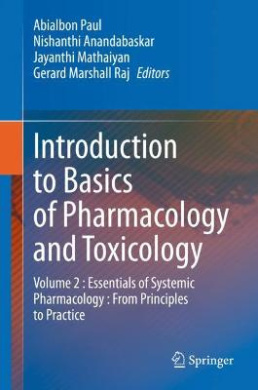 Abialbon Paul
Nishanthi Anandabaskar
Jayanthi Mathaiyan
Gerard Marshall Raj Editors
Introduction
to Basics
of Pharmacology
and Toxicology
Volume 2 : Essentials of Systemic
Pharmacology : From Principles
to Practice
Springer